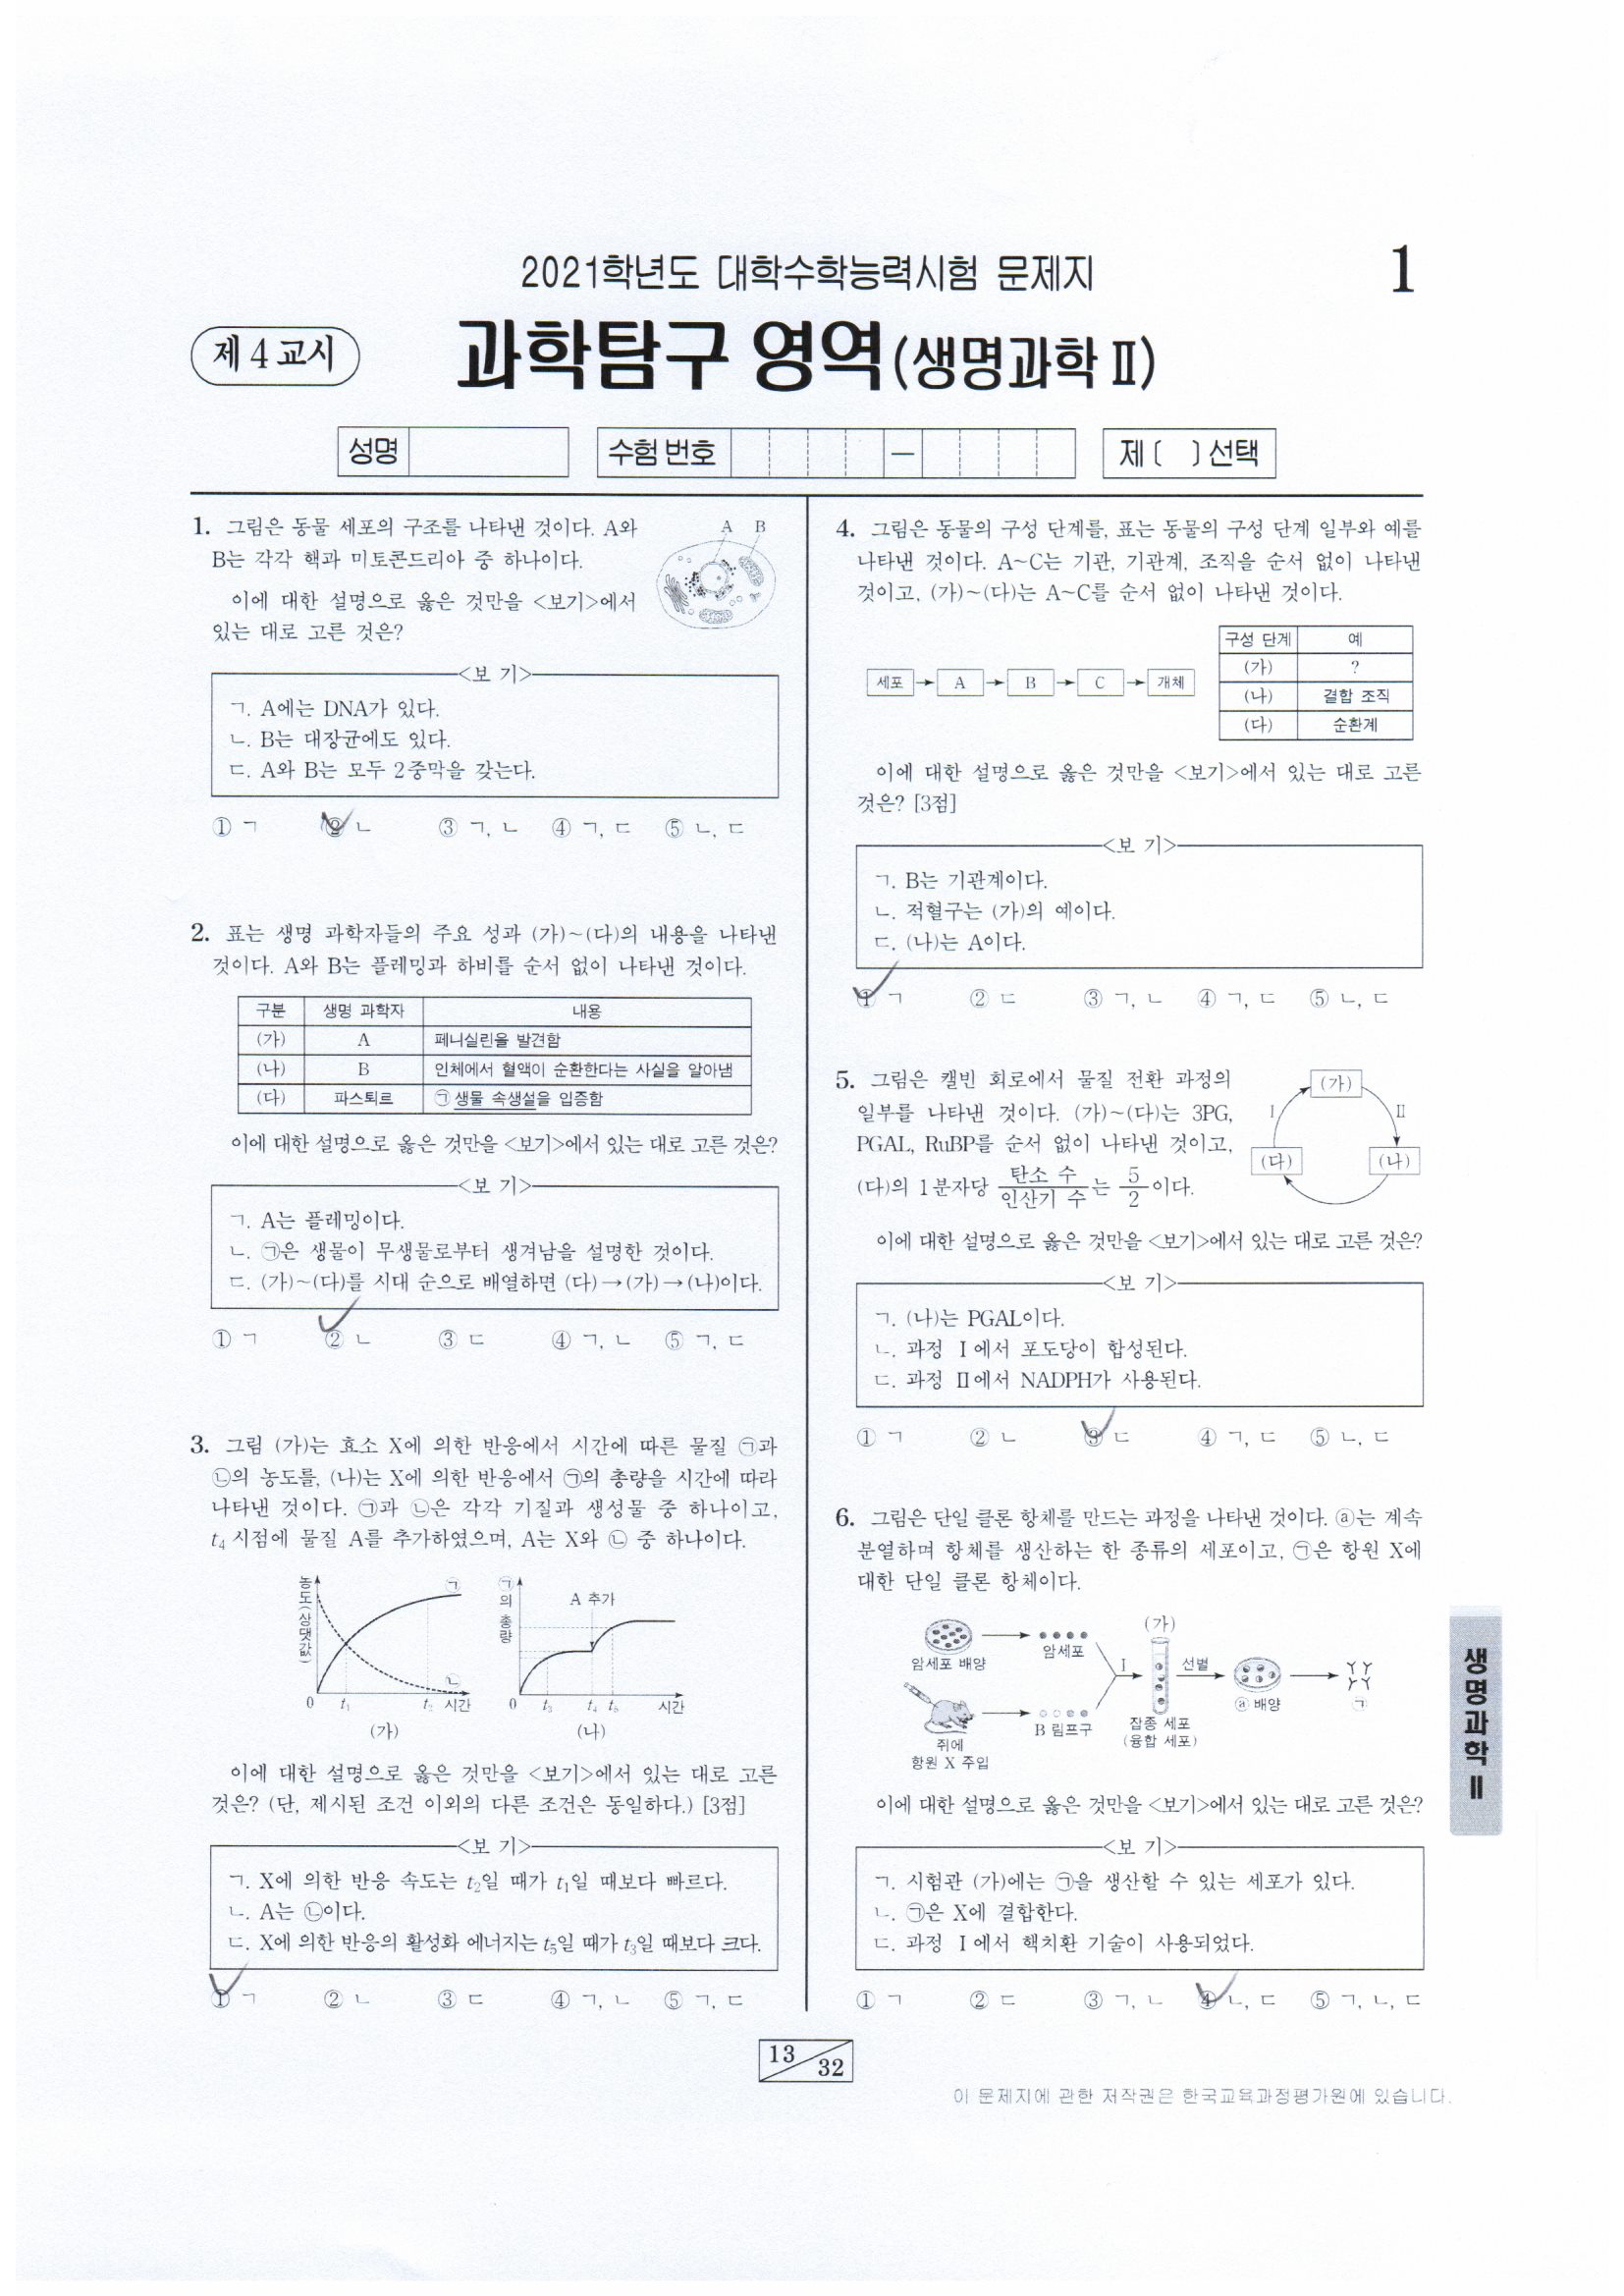 2021학년도 대학수학능력시험 문제지
1
제 4 교시
과학탐구 영역(생명과학 Ⅱ)
성명
수험 번호
—
제 [ ] 선택
1. 그림은 동물 세포의 구조를 나타낸 것이다. A와
B는 각각 핵과 미토콘드리아 중 하나이다.
이에 대한 설명으로 옳은 것만을 <보기>에서
있는 대로 고른 것은?
A B
<보 기>
ㄱ. A에는 DNA가 있다.
ㄴ. B는 대장균에도 있다.
ㄷ. A와 B는 모두 2중막을 갖는다.
① ㄱ ② ㄴ ③ ㄱ, ㄴ ④ ㄱ, ㄷ ⑤ ㄴ, ㄷ
2. 표는 생명 과학자들의 주요 성과 (가)~(다)의 내용을 나타낸
것이다. A와 B는 플레밍과 하비를 순서 없이 나타낸 것이다.
구분 생명 과학자 내용
(가) A 페니실린을 발견함
(나) B 인체에서 혈액이 순환한다는 사실을 알아냄
(다) 파스퇴르 ㉠ 생물 속생설을 입증함
이에 대한 설명으로 옳은 것만을 <보기>에서 있는 대로 고른 것은?
<보 기>
ㄱ. A는 플레밍이다.
ㄴ. ㉠은 생물이 무생물로부터 생겨남을 설명한 것이다.
ㄷ. (가)~(다)를 시대 순으로 배열하면 (다)→(가)→(나)이다.
① ㄱ ② ㄴ ③ ㄷ ④ ㄱ, ㄴ ⑤ ㄱ, ㄷ
3. 그림 (가)는 효소 X에 의한 반응에서 시간에 따른 물질 ㉠과
㉡의 농도를, (나)는 X에 의한 반응에서 ㉠의 총량을 시간에 따라
나타낸 것이다. ㉠과 ㉡은 각각 기질과 생성물 중 하나이고,
t₄ 시점에 물질 A를 추가하였으며, A는 X와 ㉡ 중 하나이다.
농도(상댓값)
㉠
㉡
0 t₁ t₂ 시간
(가)
㉠의 총량
A 추가
0 t₃ t₄ t₅ 시간
(나)
이에 대한 설명으로 옳은 것만을 <보기>에서 있는 대로 고른
것은? (단, 제시된 조건 이외의 다른 조건은 동일하다.) [3점]
<보 기>
ㄱ. X에 의한 반응 속도는 t₂일 때가 t₁일 때보다 빠르다.
ㄴ. A는 ㉡이다.
ㄷ. X에 의한 반응의 활성화 에너지는 t₅일 때가 t₃일 때보다 크다.
① ㄱ ② ㄴ ③ ㄷ ④ ㄱ, ㄴ ⑤ ㄱ, ㄷ
4. 그림은 동물의 구성 단계를, 표는 동물의 구성 단계 일부와 예를
나타낸 것이다. A~C는 기관, 기관계, 조직을 순서 없이 나타낸
것이고, (가)~(다)는 A~C를 순서 없이 나타낸 것이다.
세포 → A → B → C → 개체
구성 단계 예
(가) ?
(나) 결합 조직
(다) 순환계
이에 대한 설명으로 옳은 것만을 <보기>에서 있는 대로 고른
것은? [3점]
<보 기>
ㄱ. B는 기관계이다.
ㄴ. 적혈구는 (가)의 예이다.
ㄷ. (나)는 A이다.
① ㄱ ② ㄷ ③ ㄱ, ㄴ ④ ㄱ, ㄷ ⑤ ㄴ, ㄷ
5. 그림은 캘빈 회로에서 물질 전환 과정의
일부를 나타낸 것이다. (가)~(다)는 3PG,
PGAL, RuBP를 순서 없이 나타낸 것이고,
(다)의 1분자당 탄소 수/인산기 수 는 5/2 이다.
(가)
Ⅰ Ⅱ
(다) (나)
이에 대한 설명으로 옳은 것만을 <보기>에서 있는 대로 고른 것은?
<보 기>
ㄱ. (나)는 PGAL이다.
ㄴ. 과정 Ⅰ에서 포도당이 합성된다.
ㄷ. 과정 Ⅱ에서 NADPH가 사용된다.
① ㄱ ② ㄴ ③ ㄷ ④ ㄱ, ㄷ ⑤ ㄴ, ㄷ
6. 그림은 단일 클론 항체를 만드는 과정을 나타낸 것이다. ⓐ는 계속
분열하며 항체를 생산하는 한 종류의 세포이고, ㉠은 항원 X에
대한 단일 클론 항체이다.
암세포 배양
암세포
(가)
Ⅰ
선별
쥐에
항원 X 주입
B 림프구
잡종 세포
(융합 세포)
ⓐ 배양
㉠
이에 대한 설명으로 옳은 것만을 <보기>에서 있는 대로 고른 것은?
<보 기>
ㄱ. 시험관 (가)에는 ㉠을 생산할 수 있는 세포가 있다.
ㄴ. ㉠은 X에 결합한다.
ㄷ. 과정 Ⅰ에서 핵치환 기술이 사용되었다.
① ㄱ ② ㄷ ③ ㄱ, ㄴ ④ ㄴ, ㄷ ⑤ ㄱ, ㄴ, ㄷ
생명과학 Ⅱ
13/32
이 문제지에 관한 저작권은 한국교육과정평가원에 있습니다.